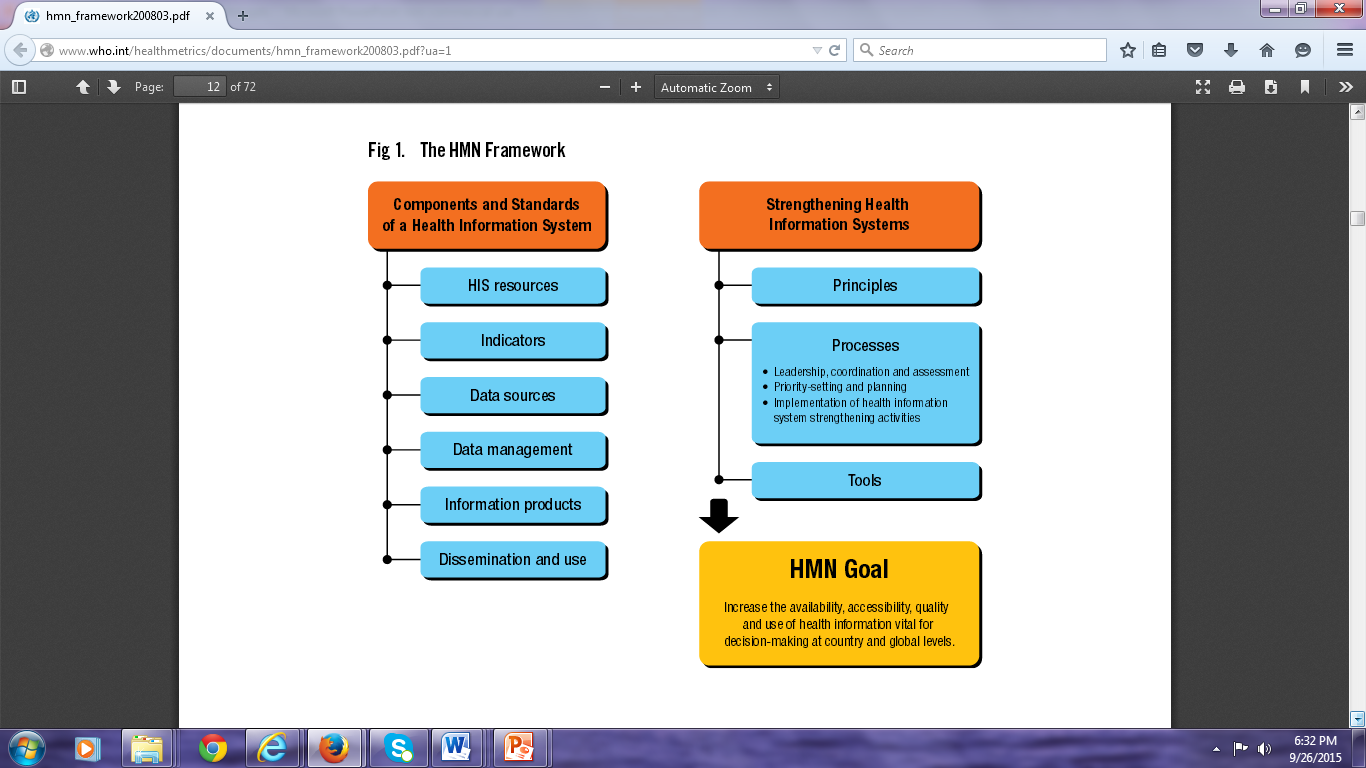 hmn_framework200803.pdf
www.who.int/healthmetrics/documents/hmn_framework200803.pdf?ua=1
Search
Page: 12 of 72
Automatic Zoom
Fig 1. The HMN Framework
Components and Standards
of a Health Information System
HIS resources
Indicators
Data sources
Data management
Information products
Dissemination and use
Strengthening Health
Information Systems
Principles
Processes
• Leadership, coordination and assessment
• Priority-setting and planning
• Implementation of health information
system strengthening activities
Tools
HMN Goal
Increase the availability, accessibility, quality
and use of health information vital for
decision-making at country and global levels.
6:32 PM
9/26/2015